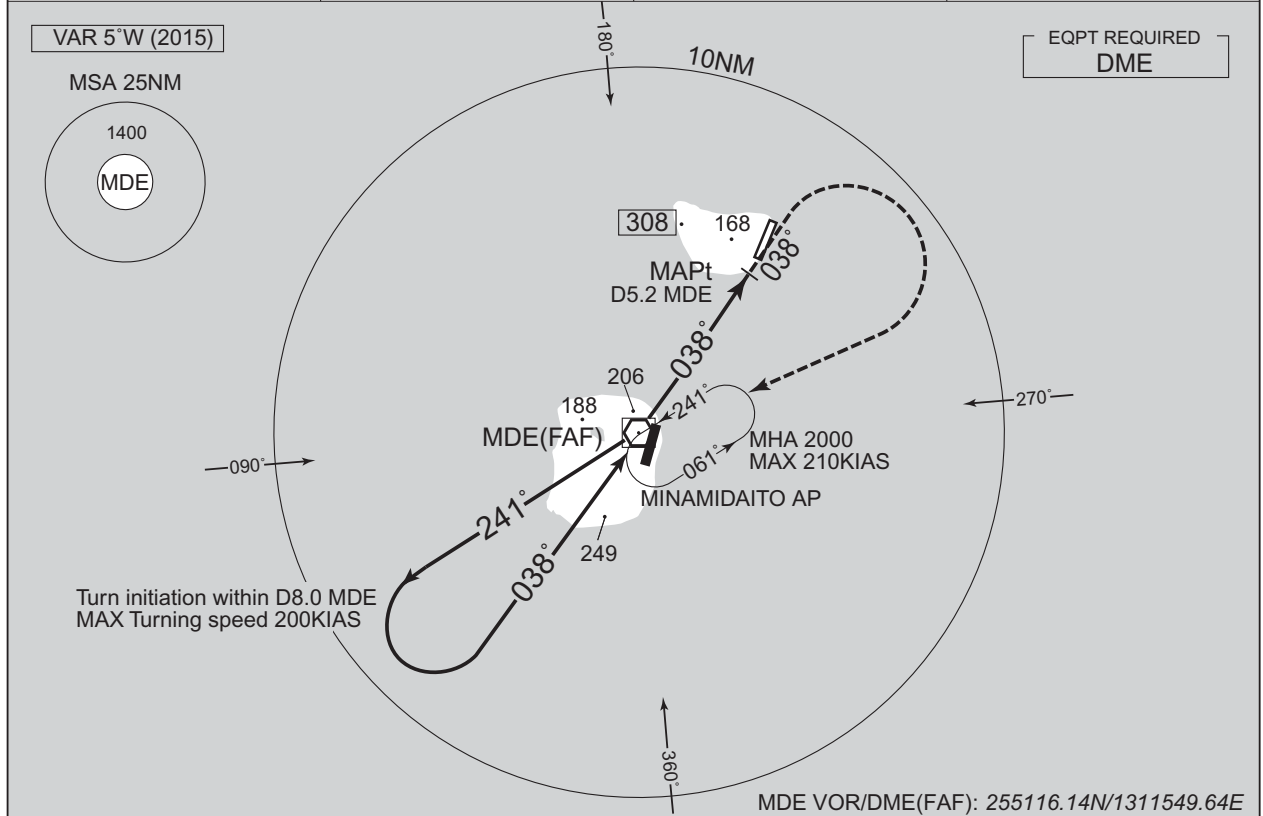 VAR 5˚W (2015)
MSA 25NM
1400
MDE
180˚
10NM
EQPT REQUIRED
DME
308
168
MAPt
D5.2 MDE
038˚
038˚
206
188
MDE(FAF)
241˚
061˚
MHA 2000
MAX 210KIAS
270˚
090˚
MINAMIDAITO AP
241˚
038˚
249
Turn initiation within D8.0 MDE
MAX Turning speed 200KIAS
360˚
MDE VOR/DME(FAF): 255116.14N/1311549.64E